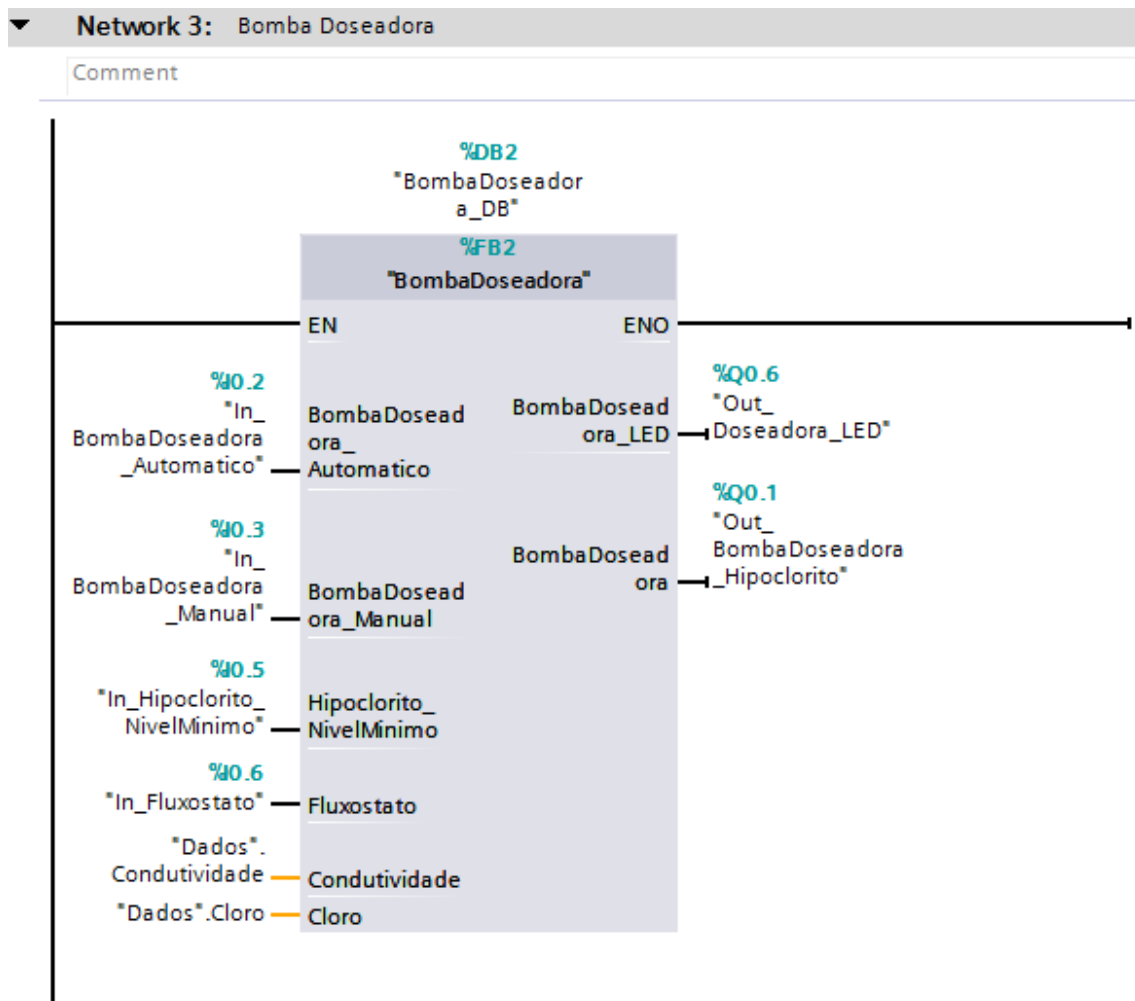 Network 3: Bomba Doseadora
Comment
%DB2
"BombaDoseador
a_DB"
%FB2
"BombaDoseadora"
EN
ENO
%I0.2
"In_
BombaDoseadora
_Automatico"
BombaDosead
ora_
Automatico
BombaDosead
ora_LED
%Q0.6
"Out_
Doseadora_LED"
%I0.3
"In_
BombaDoseadora
_Manual"
BombaDosead
ora_Manual
BombaDosead
ora
%Q0.1
"Out_
BombaDoseadora
_Hipoclorito"
%I0.5
"In_Hipoclorito_
NivelMinimo"
Hipoclorito_
NivelMinimo
%I0.6
"In_Fluxostato"
Fluxostato
"Dados".
Condutividade
Condutividade
"Dados".Cloro
Cloro